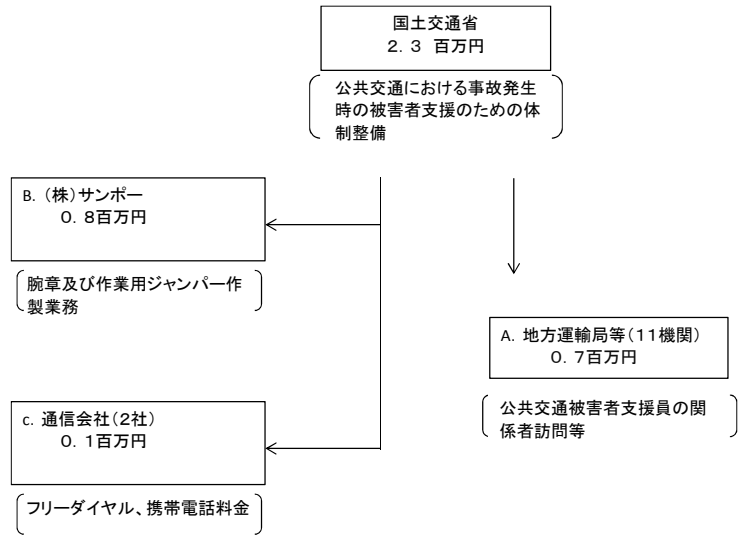 国土交通省
２．３ 百万円
公共交通における事故発生
時の被害者支援のための体
制整備
B. （株）サンポー
０．８百万円
腕章及び作業用ジャンパー作
製業務
A. 地方運輸局等（１１機関）
０．７百万円
公共交通被害者支援員の関
係者訪問等
c. 通信会社（２社）
０．１百万円
フリーダイヤル、携帯電話料金